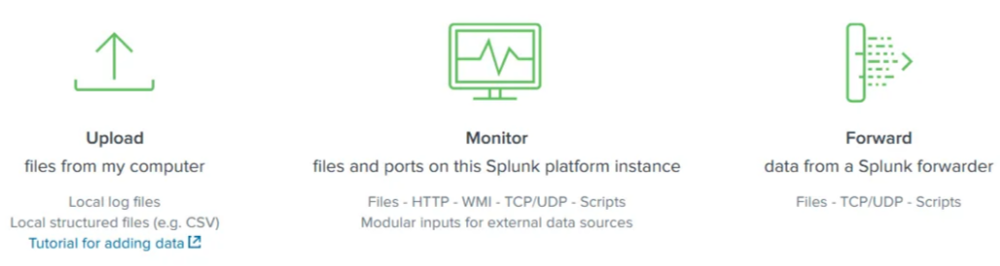 Upload
files from my computer
Local log files
Local structured files (e.g. CSV)
Tutorial for adding data
Monitor
files and ports on this Splunk platform instance
Files - HTTP - WMI - TCP/UDP - Scripts
Modular inputs for external data sources
Forward
data from a Splunk forwarder
Files - TCP/UDP - Scripts